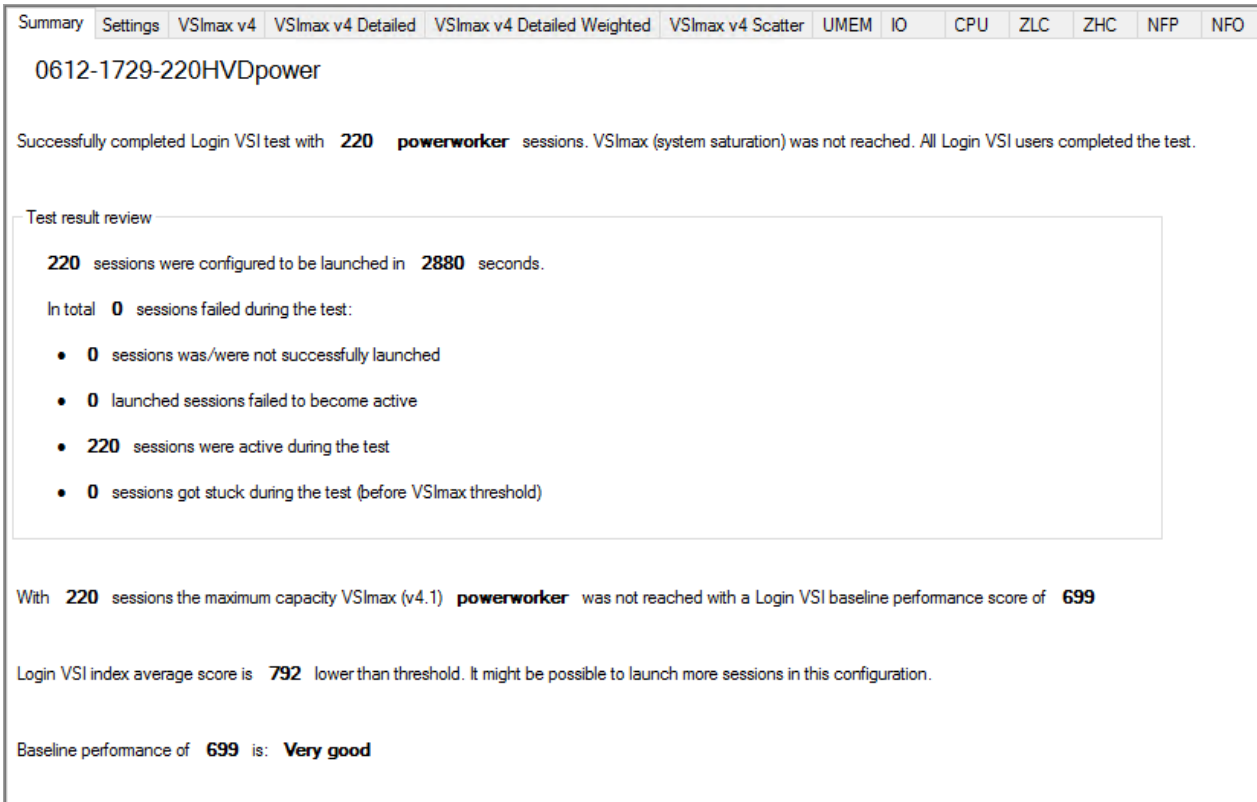 Summary Settings VSImax v4 VSImax v4 Detailed VSImax v4 Detailed Weighted VSImax v4 Scatter UMEM IO CPU ZLC ZHC NFP NFO
0612-1729-220HVDpower
Successfully completed Login VSI test with 220 powerworker sessions. VSImax (system saturation) was not reached. All Login VSI users completed the test.
Test result review
220 sessions were configured to be launched in 2880 seconds.
In total 0 sessions failed during the test:
• 0 sessions was/were not successfully launched
• 0 launched sessions failed to become active
• 220 sessions were active during the test
• 0 sessions got stuck during the test (before VSImax threshold)
With 220 sessions the maximum capacity VSImax (v4.1) powerworker was not reached with a Login VSI baseline performance score of 699
Login VSI index average score is 792 lower than threshold. It might be possible to launch more sessions in this configuration.
Baseline performance of 699 is: Very good